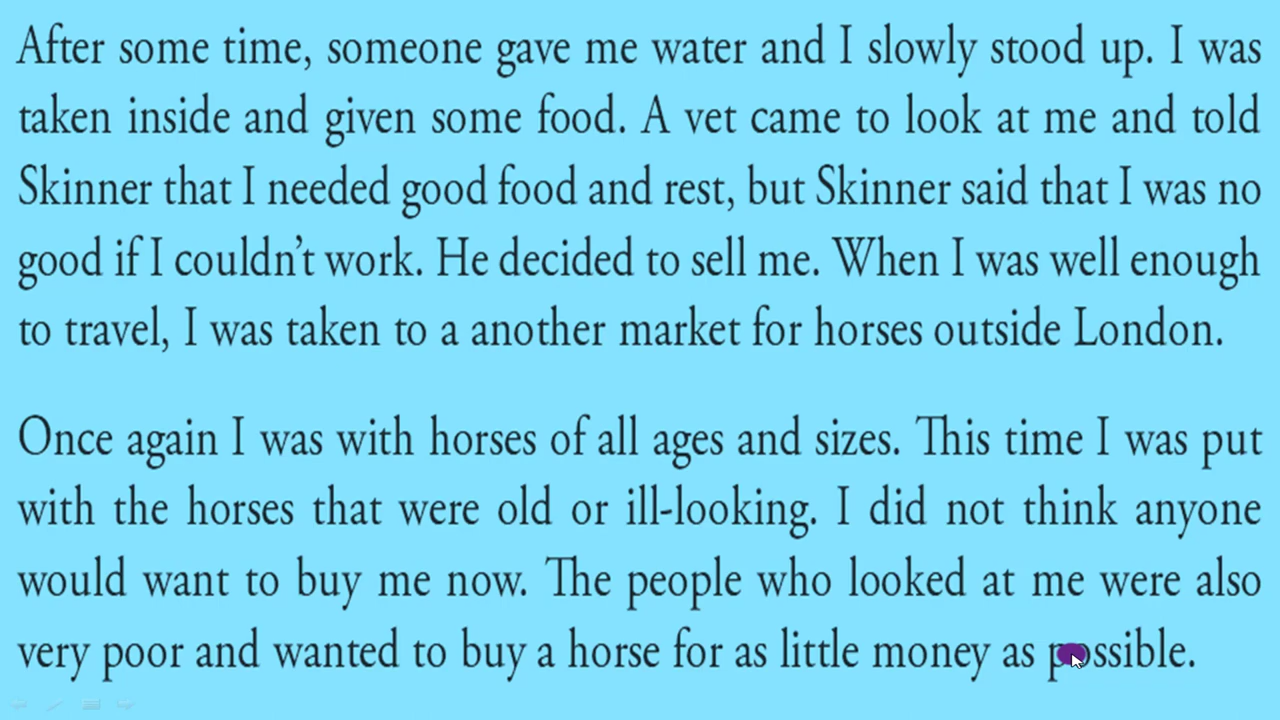 After some time, someone gave me water and I slowly stood up. I was
taken inside and given some food. A vet came to look at me and told
Skinner that I needed good food and rest, but Skinner said that I was no
good if I couldn’t work. He decided to sell me. When I was well enough
to travel, I was taken to a another market for horses outside London.
Once again I was with horses of all ages and sizes. This time I was put
with the horses that were old or ill-looking. I did not think anyone
would want to buy me now. The people who looked at me were also
very poor and wanted to buy a horse for as little money as possible.